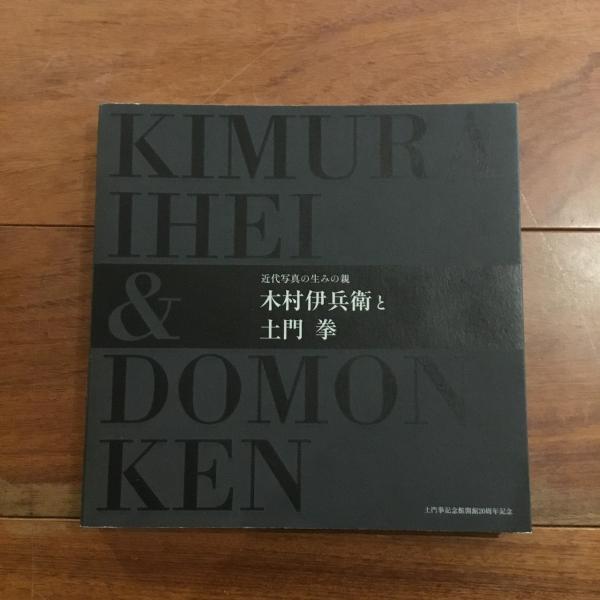 KIMURA
IHEI
&
近代写真の生みの親
木村伊兵衛と
土門 拳
DOMON
KEN
土門拳記念館開館20周年記念